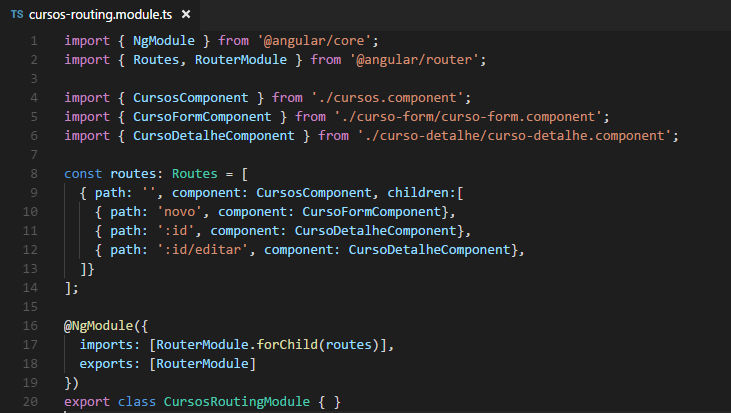 TS cursos-routing.module.ts ×
1 import { NgModule } from '@angular/core';
2 import { Routes, RouterModule } from '@angular/router';
3
4 import { CursosComponent } from './cursos.component';
5 import { CursoFormComponent } from './curso-form/curso-form.component';
6 import { CursoDetalheComponent } from './curso-detalhe/curso-detalhe.component';
7
8 const routes: Routes = [
9   { path: '', component: CursosComponent, children:[
10     { path: 'novo', component: CursoFormComponent},
11     { path: ':id', component: CursoDetalheComponent},
12     { path: ':id/editar', component: CursoDetalheComponent},
13   ]}
14 ];
15
16 @NgModule({
17   imports: [RouterModule.forChild(routes)],
18   exports: [RouterModule]
19 })
20 export class CursosRoutingModule { }